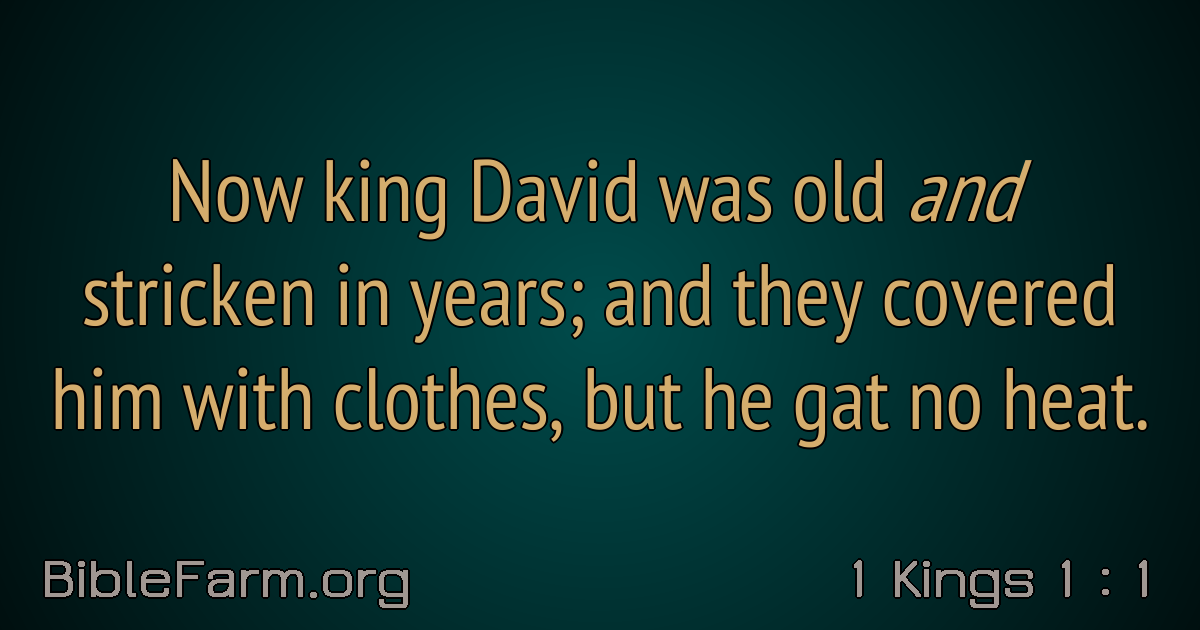 Now king David was old and
stricken in years; and they covered
him with clothes, but he gat no heat.
BibleFarm.org
1 Kings 1 : 1